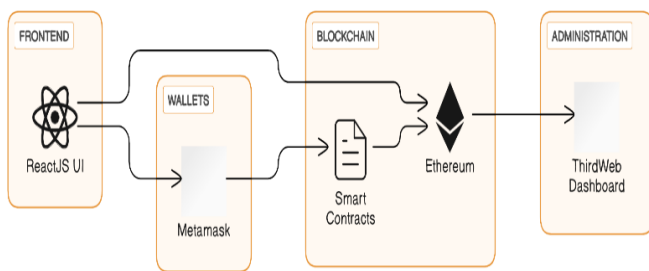 FRONTEND
ReactJS UI
WALLETS
Metamask
BLOCKCHAIN
Smart
Contracts
Ethereum
ADMINISTRATION
ThirdWeb
Dashboard